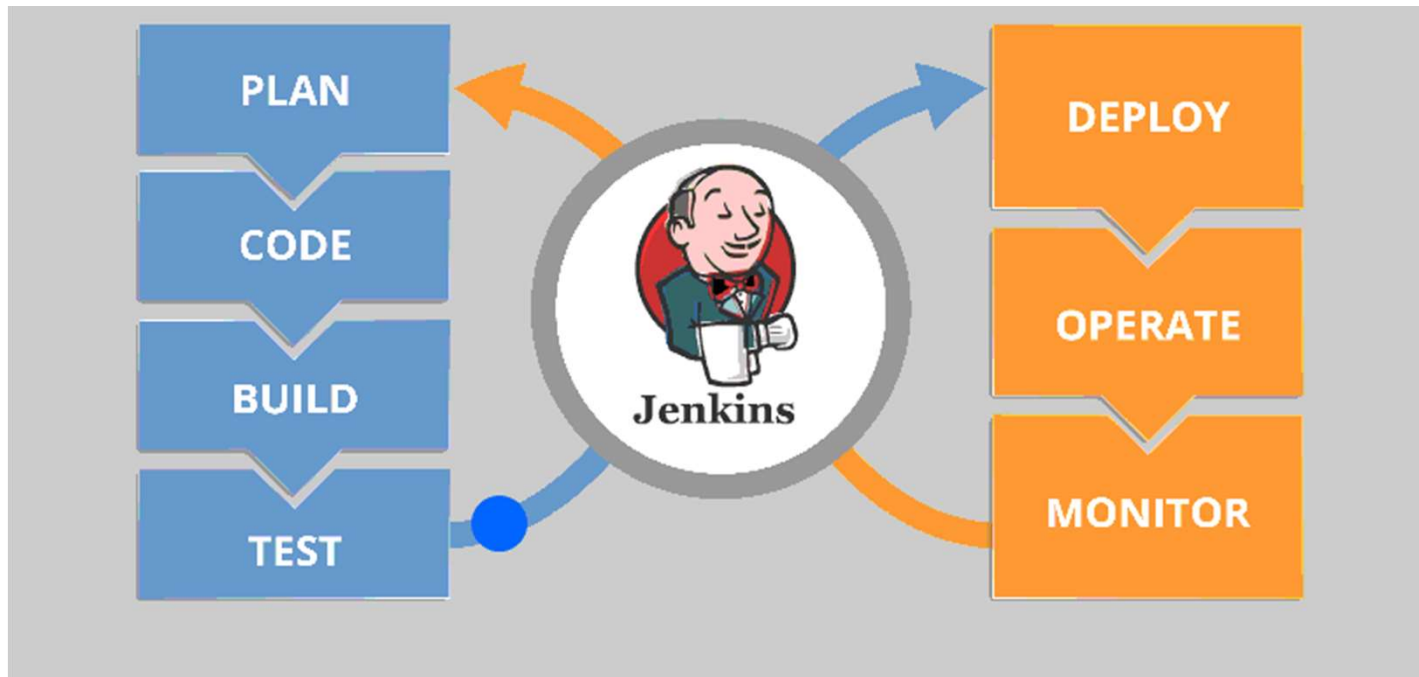 PLAN
CODE
BUILD
TEST
Jenkins
DEPLOY
OPERATE
MONITOR